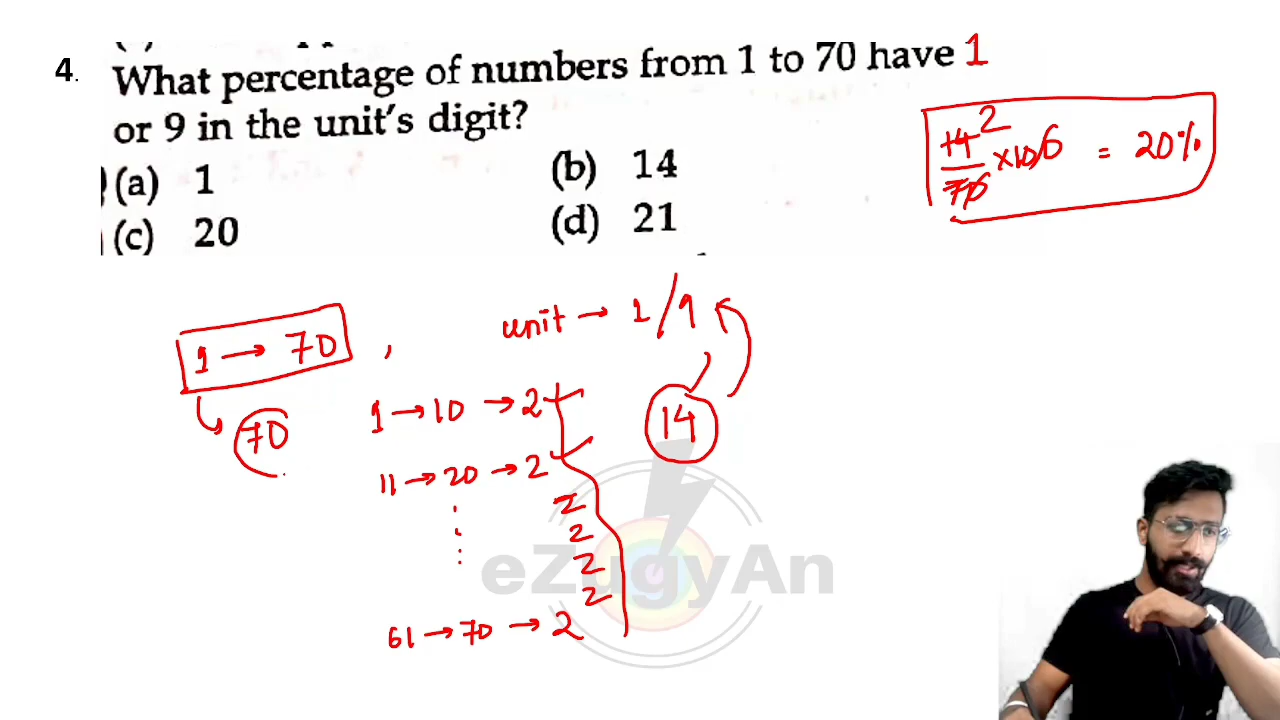 4. What percentage of numbers from 1 to 70 have 1
or 9 in the unit's digit?
(a) 1 (b) 14
(c) 20 (d) 21
14 2
70 ×100 = 20%
1 → 70 , unit → 1/9
70
1 → 10 → 2
14
11 → 20 → 2
2
2
2
2
61 → 70 → 2
eZugyAn